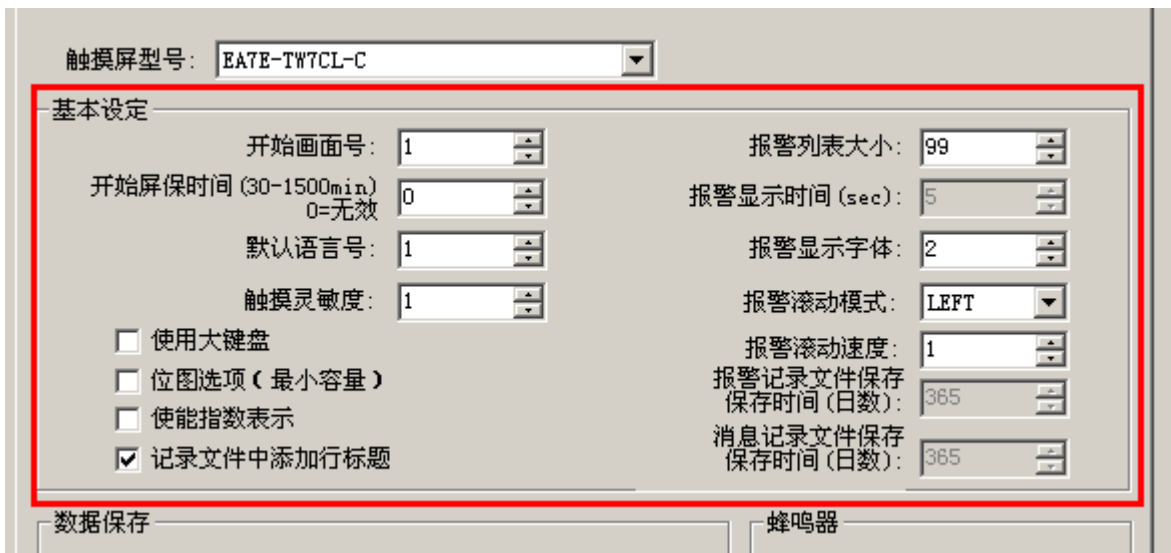 触摸屏型号: EA7E-TW7CL-C
基本设定
开始画面号: 1
开始屏保时间(30-1500min)
0=无效 0
默认语言号: 1
触摸灵敏度: 1
使用大键盘
位图选项(最小容量)
使能指数表示
记录文件中添加行标题
报警列表大小: 99
报警显示时间(sec): 5
报警显示字体: 2
报警滚动模式: LEFT
报警滚动速度: 1
报警记录文件保存
保存时间(日数): 365
消息记录文件保存
保存时间(日数): 365
数据保存
蜂鸣器